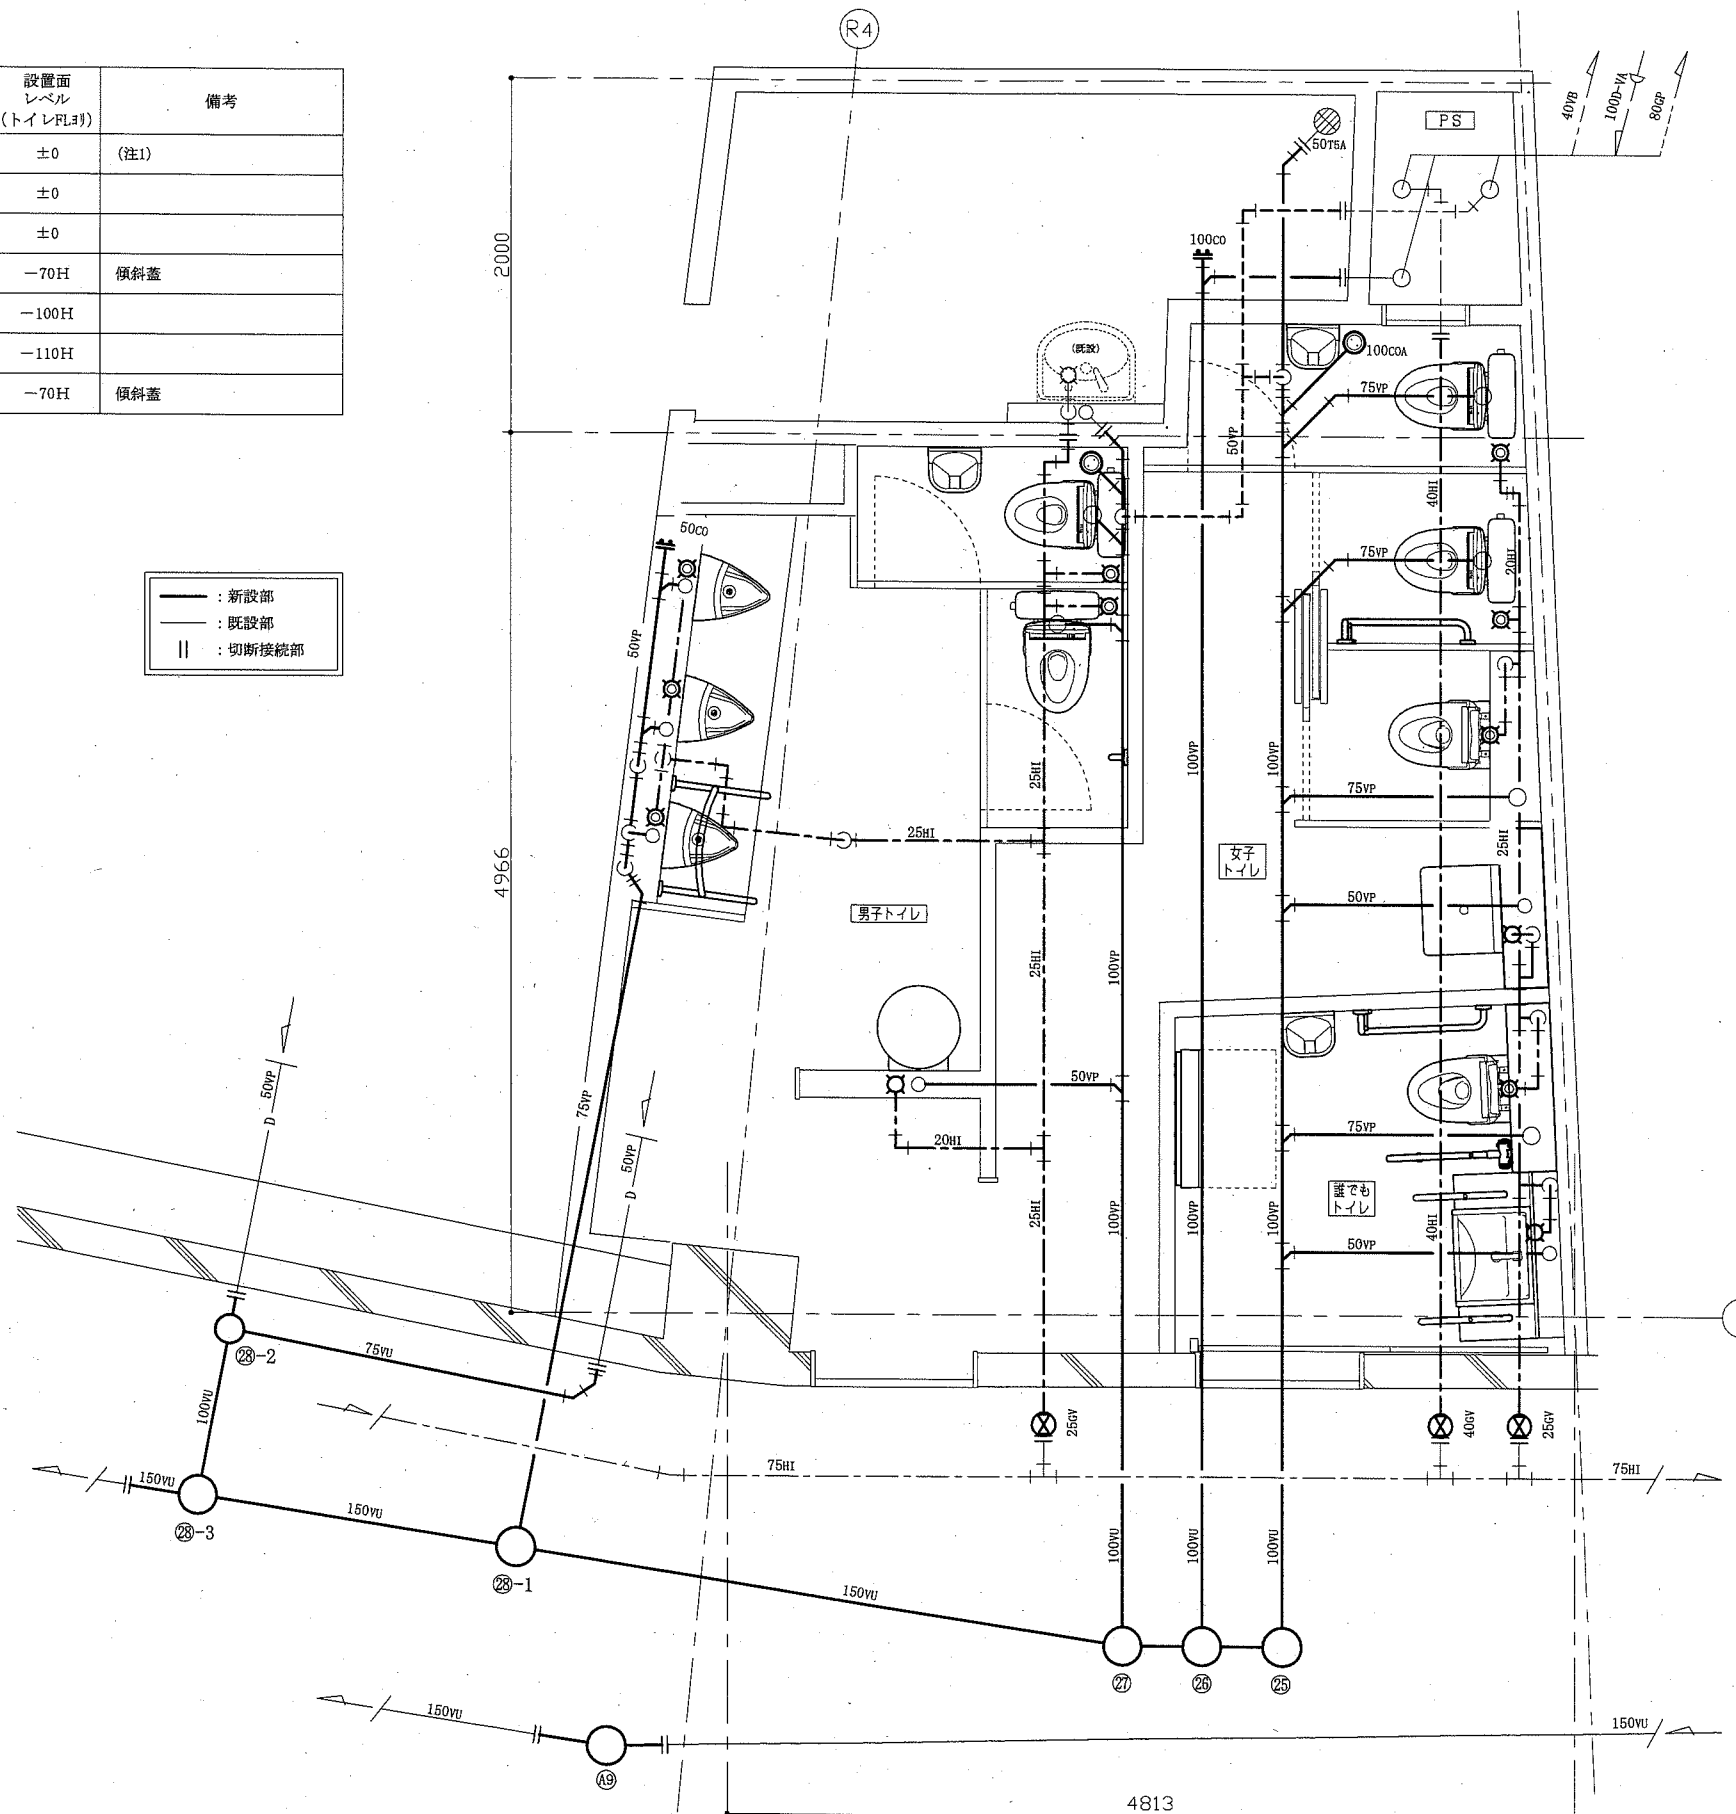 設置面
レベル
(トイレFLヨリ)
備考
±0
(注1)
±0
±0
-70H
傾斜蓋
-100H
-110H
-70H
傾斜蓋
: 新設部
: 既設部
: 切断接続部
R4
2000
4966
4813
PS
40VB
100D-VA
80GP
50T5A
100CO
(既設)
100COA
75VP
50VP
40HI
75VP
20HI
50CO
50VP
25HI
100VP
100VP
75VP
25HI
25HI
女子
トイレ
50VP
男子トイレ
25HI
100VP
D 50VP
75VP
D 50VP
50VP
20HI
75VP
誰でも
トイレ
25HI
100VP
100VP
100VP
40HI
50VP
㉘-2
75VU
100VU
25GV
40GV
25GV
75HI
75HI
150VU
㉘-3
150VU
㉘-1
150VU
100VU
100VU
100VU
㉗
㉖
㉕
150VU
150VU
A9